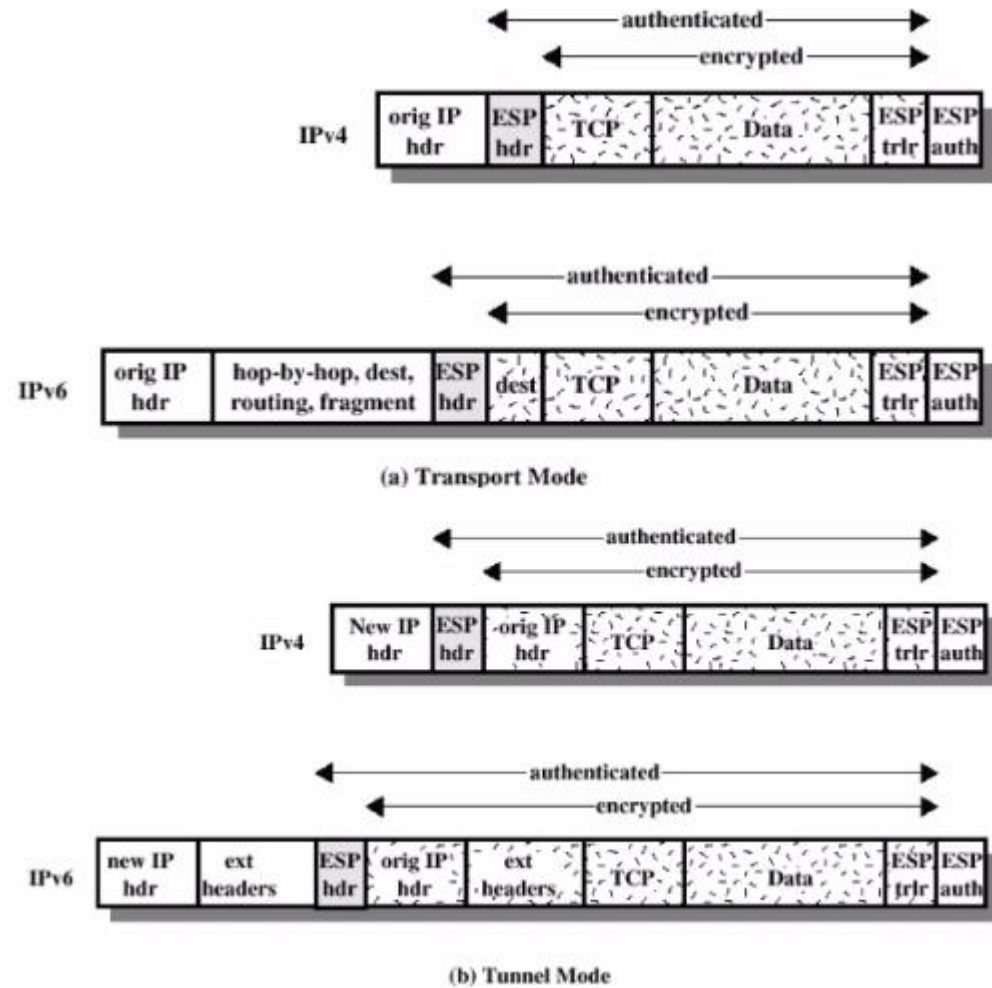 authenticated
encrypted
IPv4
orig IP hdr
ESP hdr
TCP
Data
ESP trlr
ESP auth
authenticated
encrypted
IPv6
orig IP hdr
hop-by-hop, dest, routing, fragment
ESP hdr
dest
TCP
Data
ESP trlr
ESP auth
(a) Transport Mode
authenticated
encrypted
IPv4
New IP hdr
ESP hdr
orig IP hdr
TCP
Data
ESP trlr
ESP auth
authenticated
encrypted
IPv6
new IP hdr
ext headers
ESP hdr
orig IP hdr
ext headers
TCP
Data
ESP trlr
ESP auth
(b) Tunnel Mode